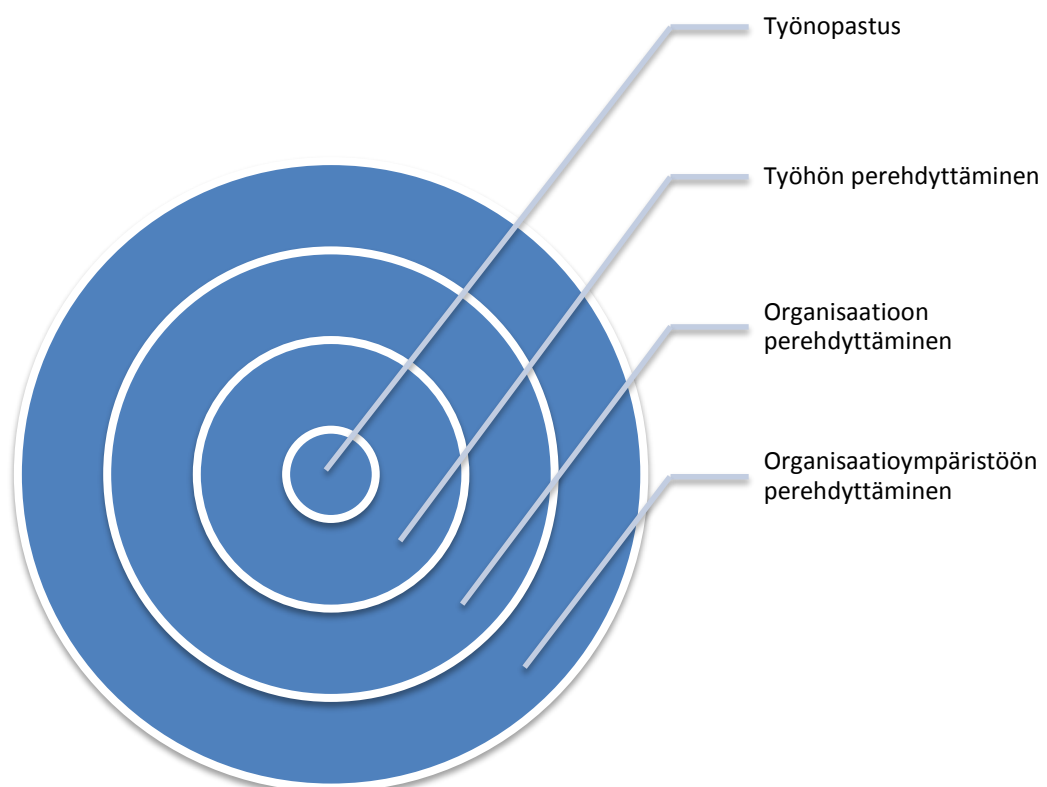 Työnopastus
Työhön perehdyttäminen
Organisaatioon
perehdyttäminen
Organisaatioympäristöön
perehdyttäminen